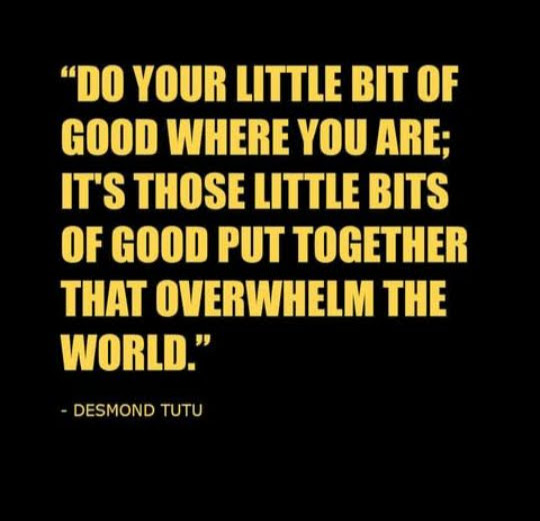 “DO YOUR LITTLE BIT OF
GOOD WHERE YOU ARE;
IT'S THOSE LITTLE BITS
OF GOOD PUT TOGETHER
THAT OVERWHELM THE
WORLD.”
- DESMOND TUTU